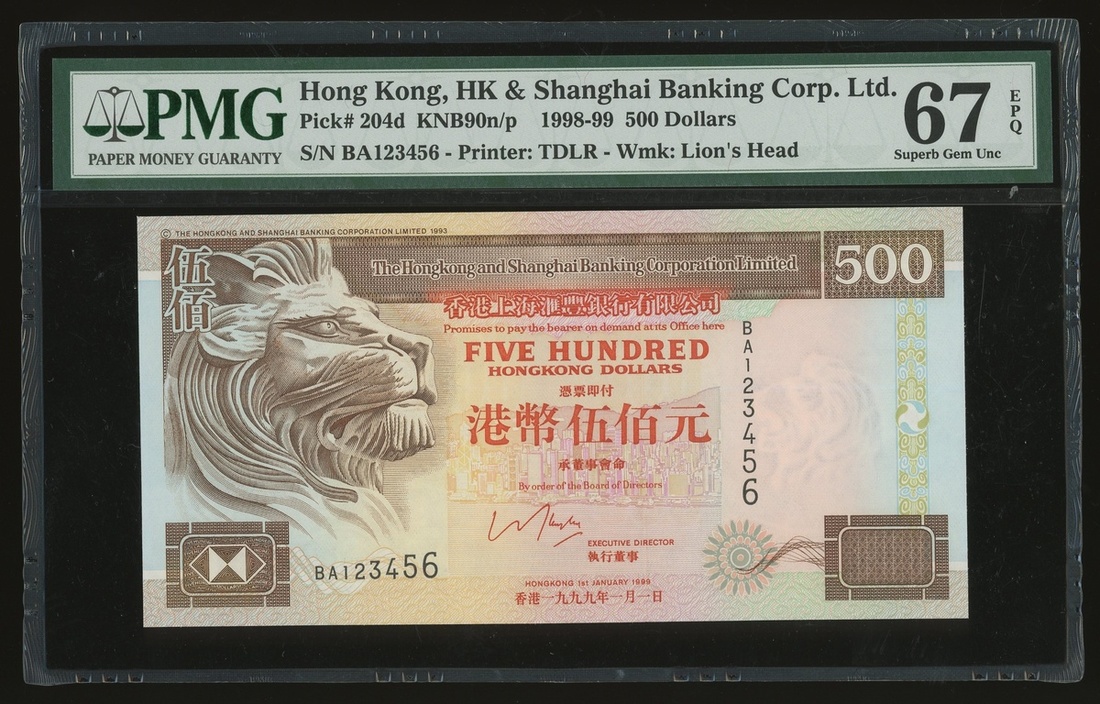 PMG
PAPER MONEY GUARANTY
Hong Kong, HK & Shanghai Banking Corp. Ltd.
Pick# 204d KNB90n/p 1998-99 500 Dollars
S/N BA123456 - Printer: TDLR - Wmk: Lion's Head
67 EPQ
Superb Gem Unc
© THE HONGKONG AND SHANGHAI BANKING CORPORATION LIMITED 1993
伍佰
The Hongkong and Shanghai Banking Corporation Limited
500
香港上海滙豐銀行有限公司
Promises to pay the bearer on demand at its Office here
FIVE HUNDRED
HONGKONG DOLLARS
憑票即付
港幣伍佰元
承董事會命
By order of the Board of Directors
BA123456
EXECUTIVE DIRECTOR
執行董事
BA123456
HONGKONG 1st JANUARY 1999
香港一九九九年一月一日